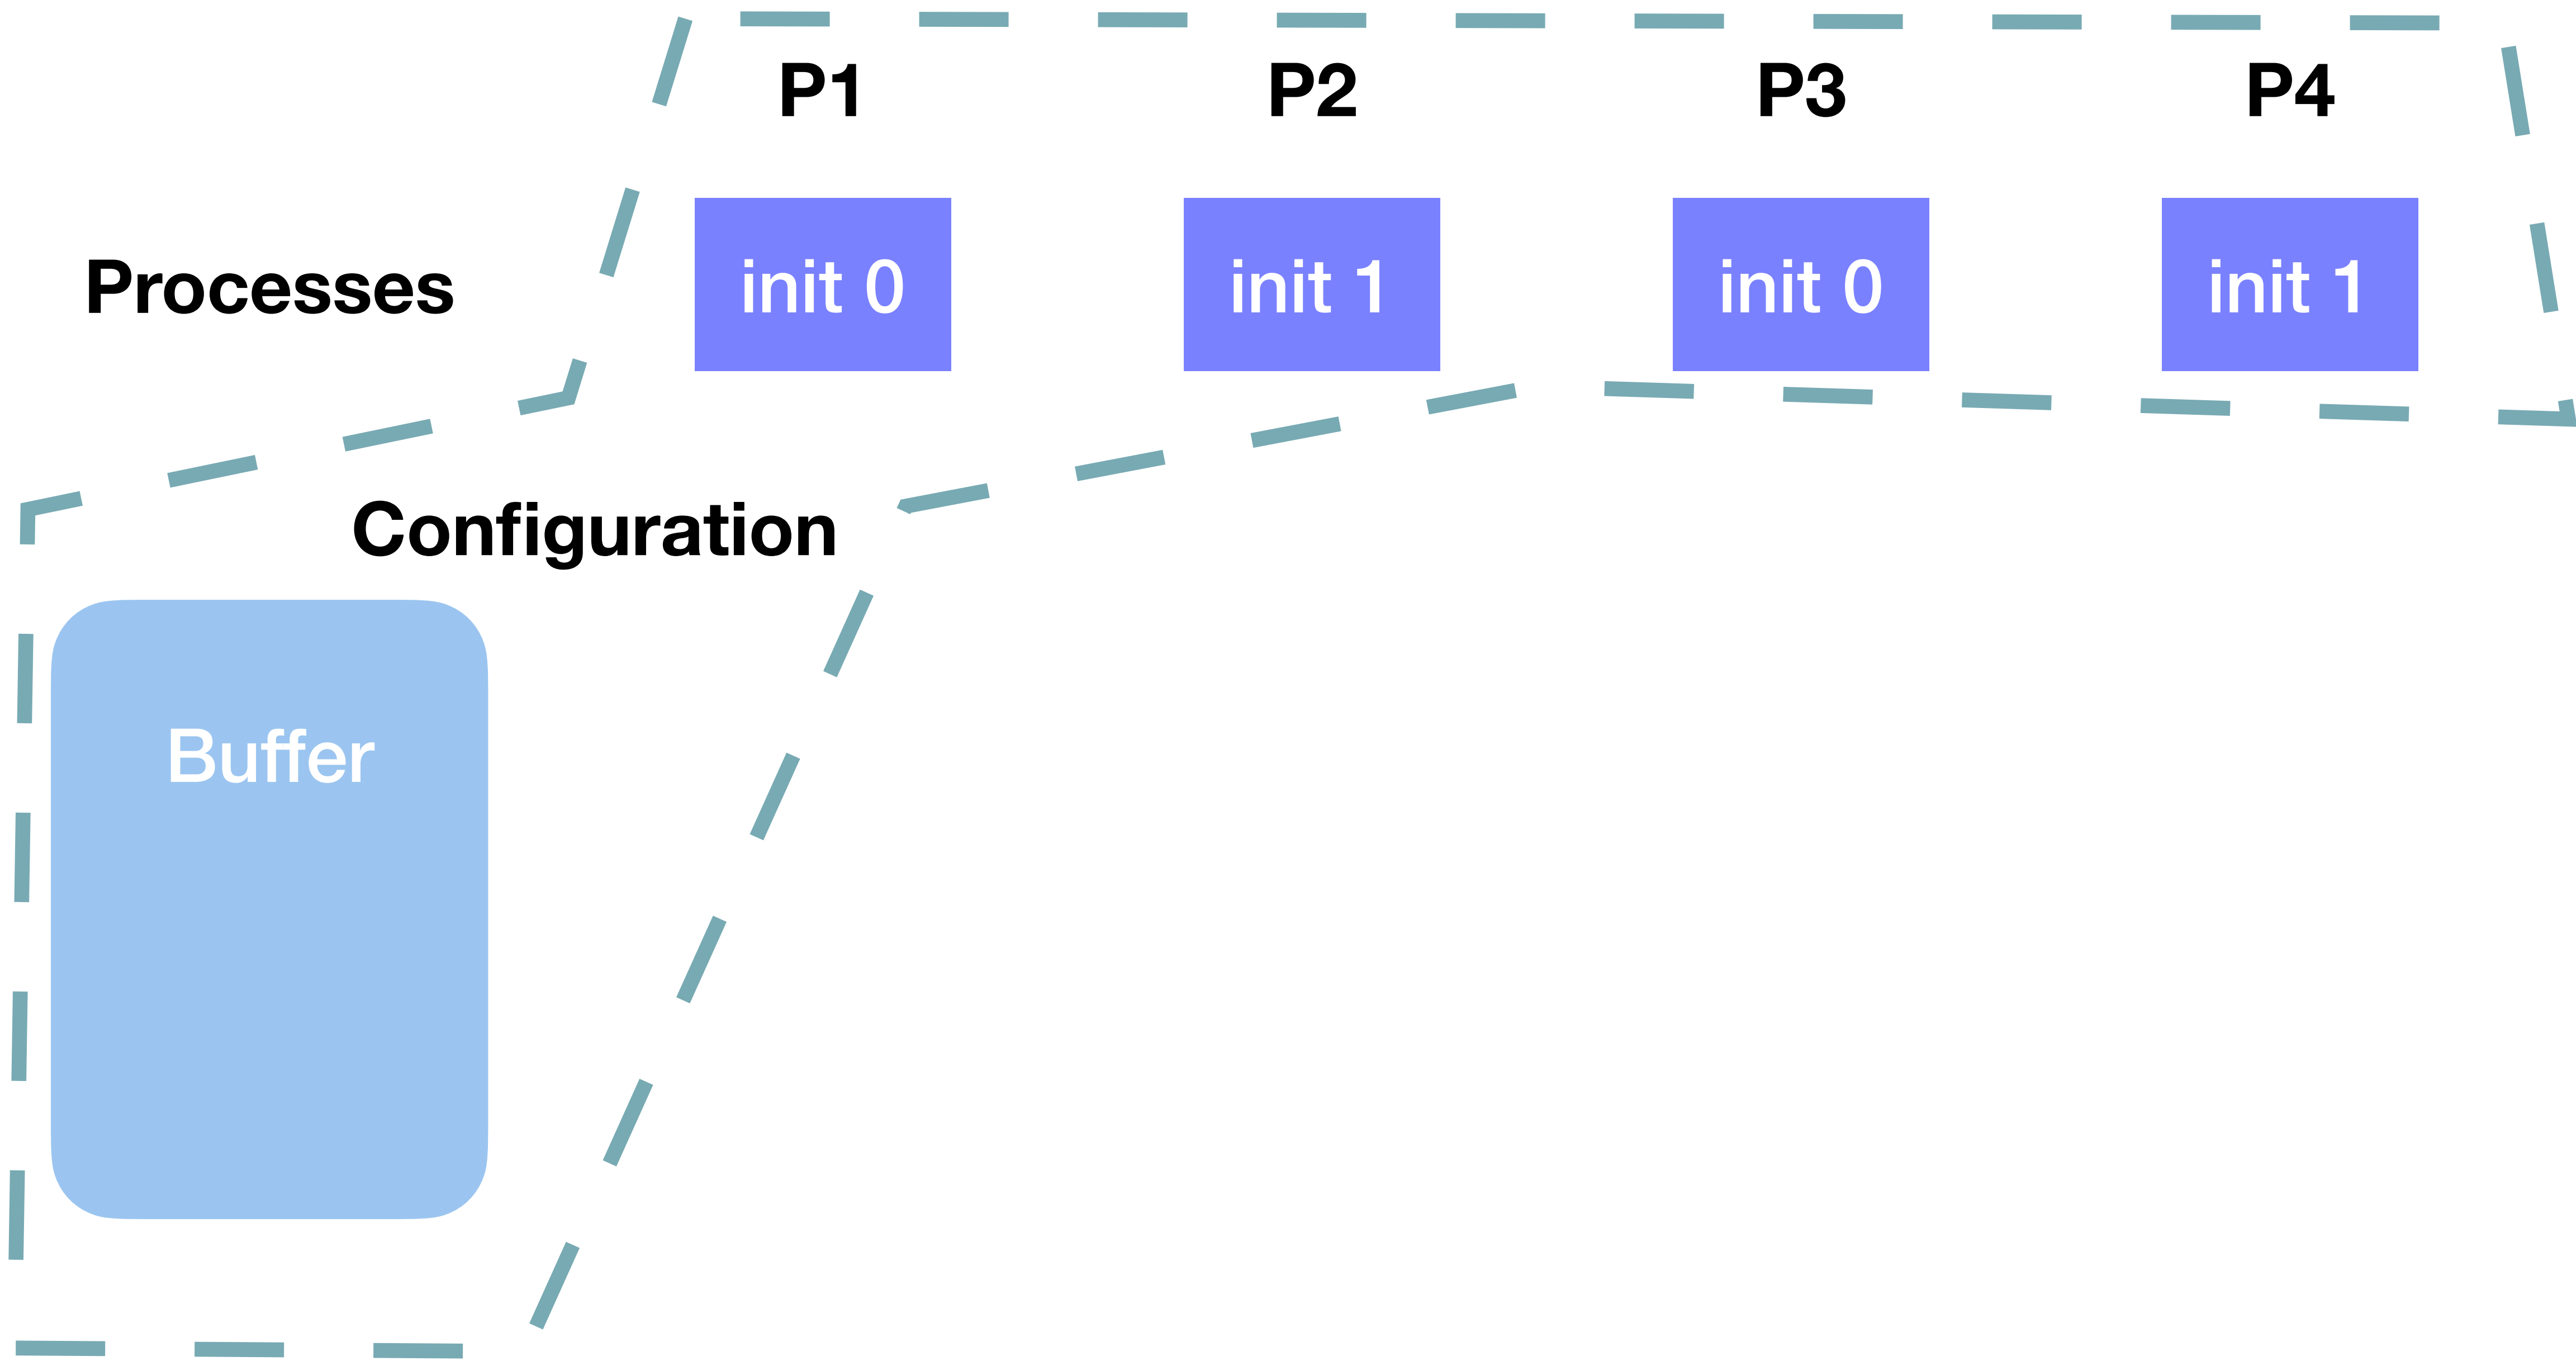 P1 P2 P3 P4
Processes init 0 init 1 init 0 init 1
Configuration
Buffer